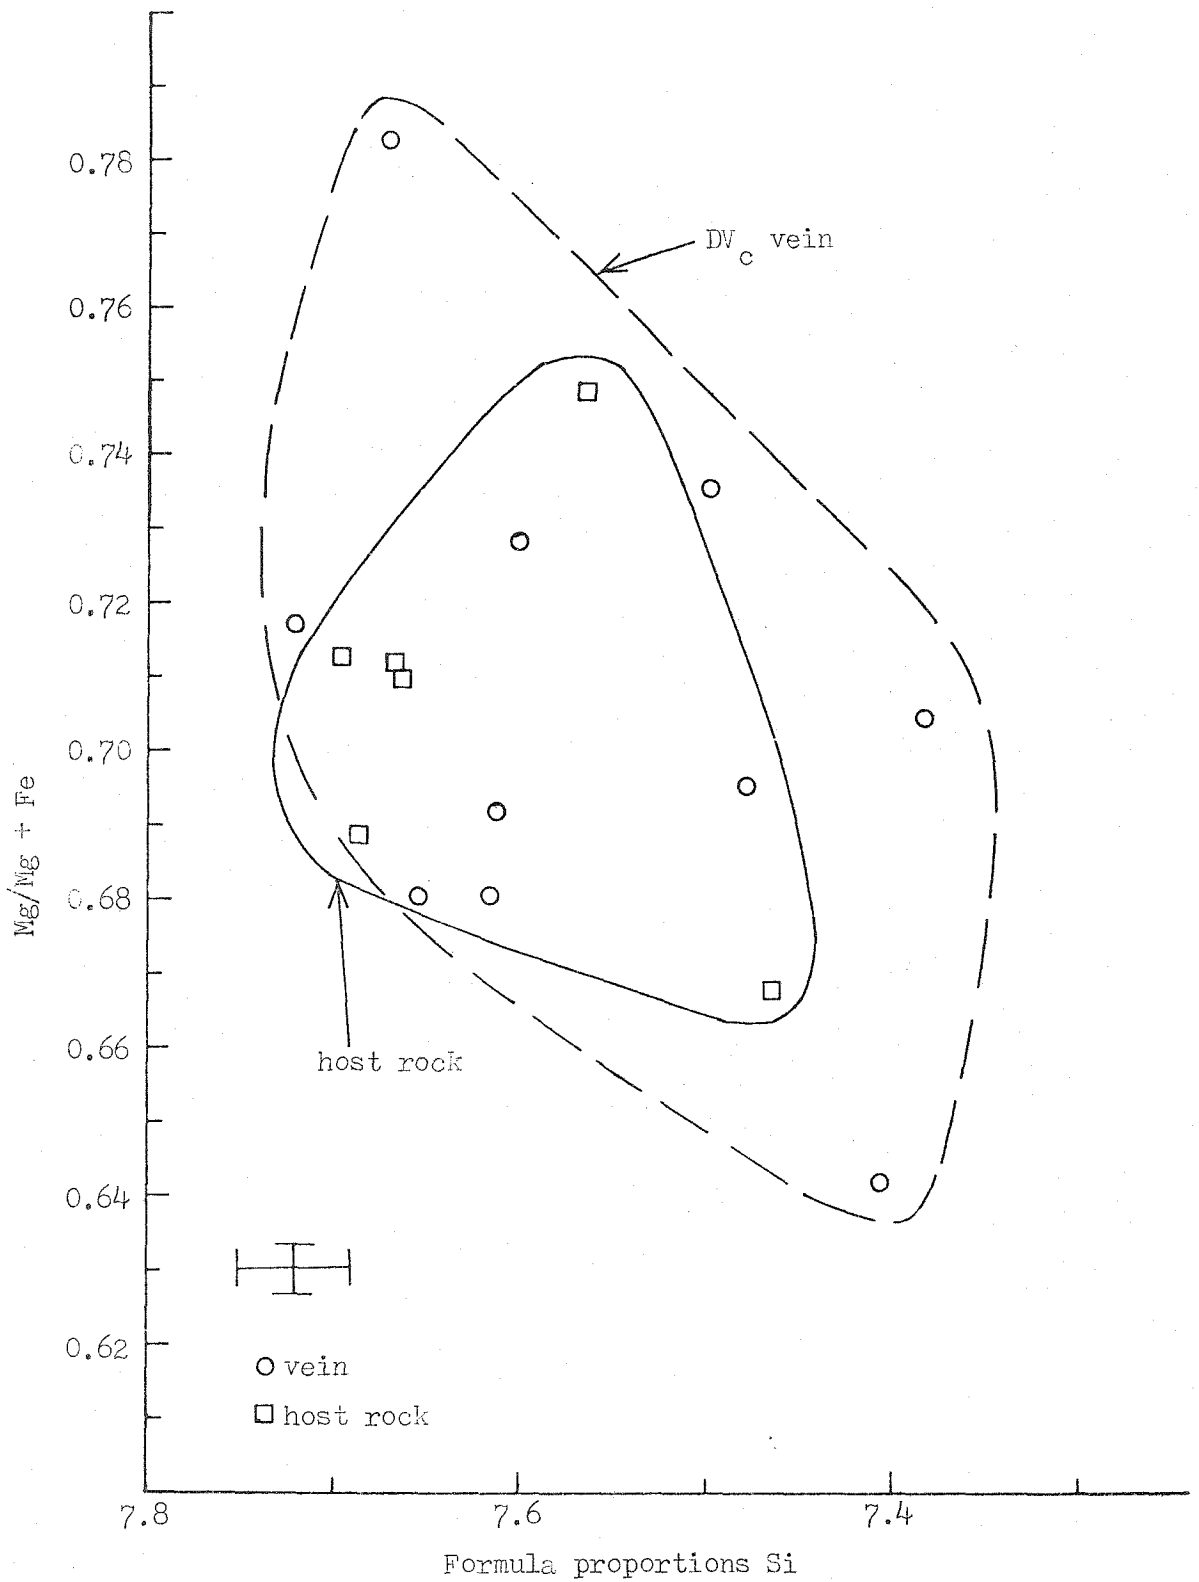 0.78
DVc vein
0.76
0.74
0.72
0.70
Mg/Mg + Fe
0.68
0.66
host rock
0.64
0.62
vein
host rock
7.8
7.6
7.4
Formula proportions Si